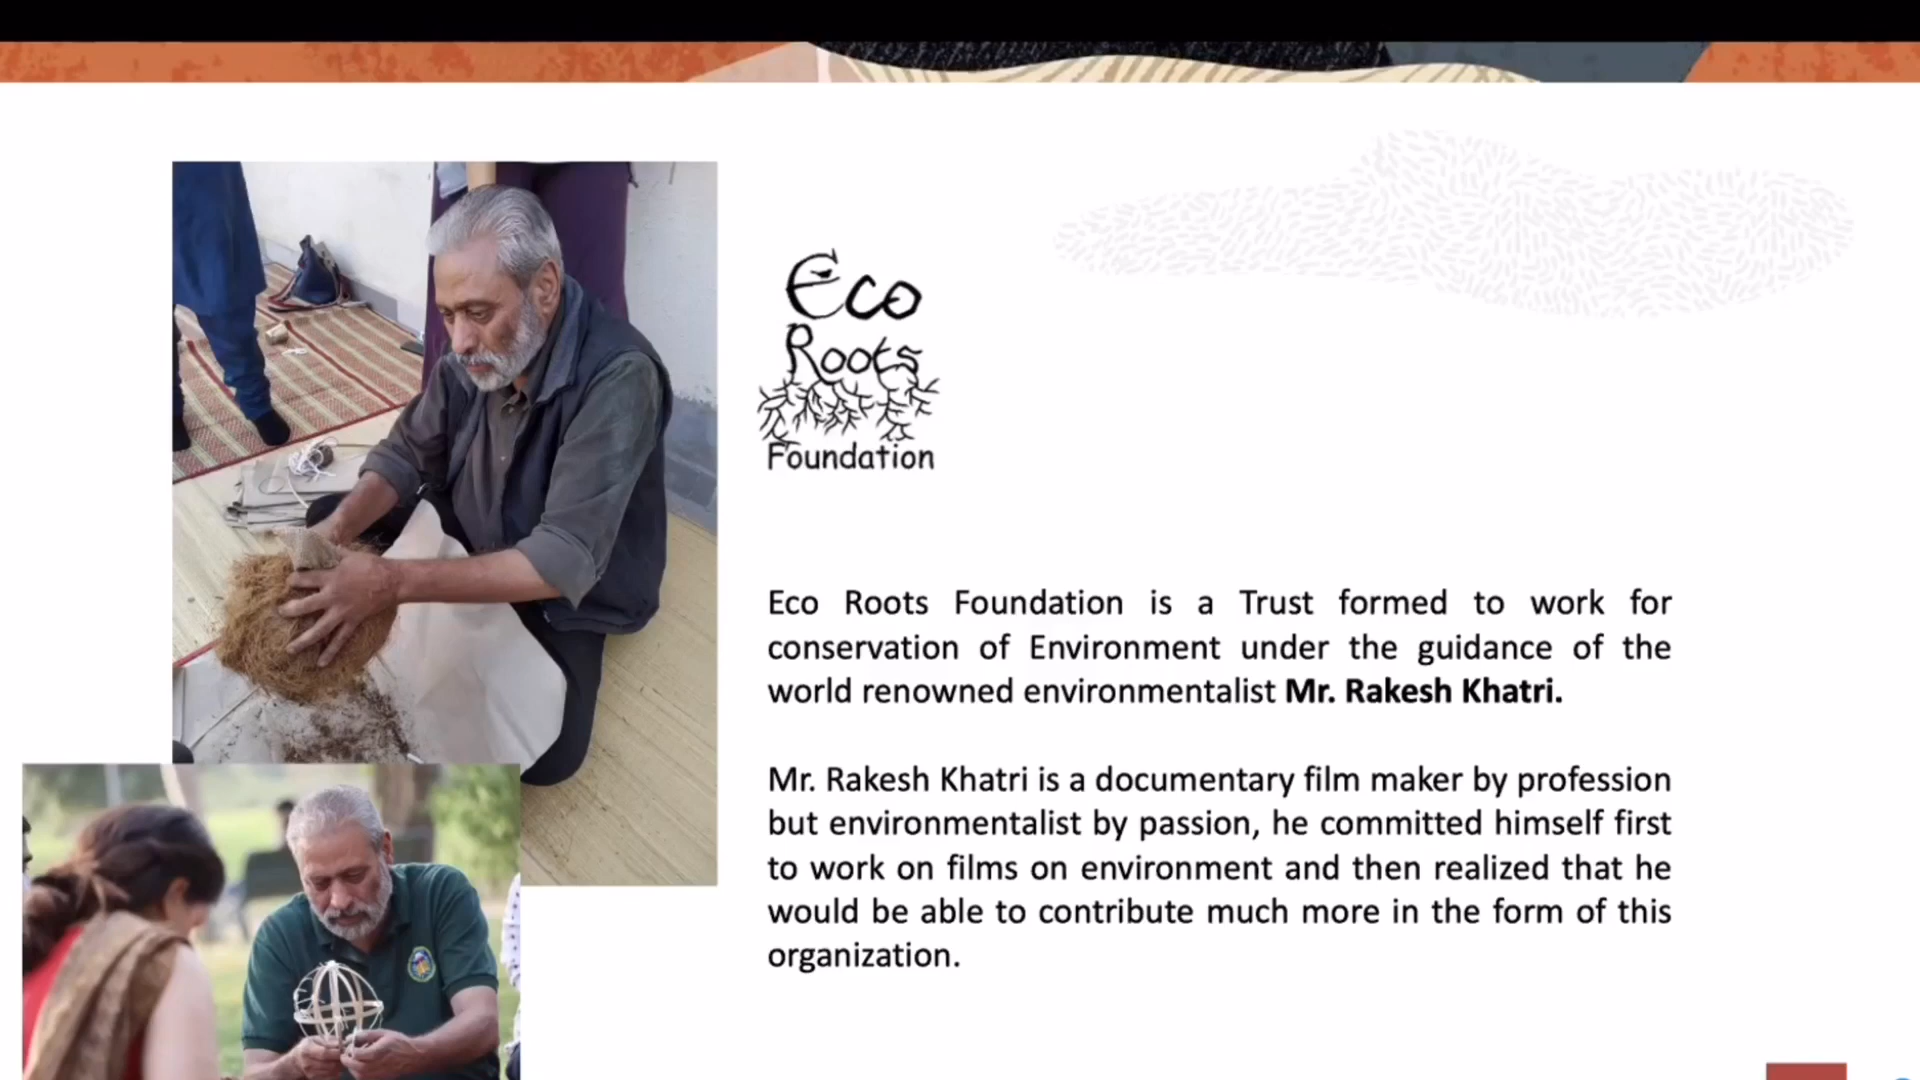 Eco
Roots
Foundation
Eco Roots Foundation is a Trust formed to work for
conservation of Environment under the guidance of the
world renowned environmentalist Mr. Rakesh Khatri.
Mr. Rakesh Khatri is a documentary film maker by profession
but environmentalist by passion, he committed himself first
to work on films on environment and then realized that he
would be able to contribute much more in the form of this
organization.